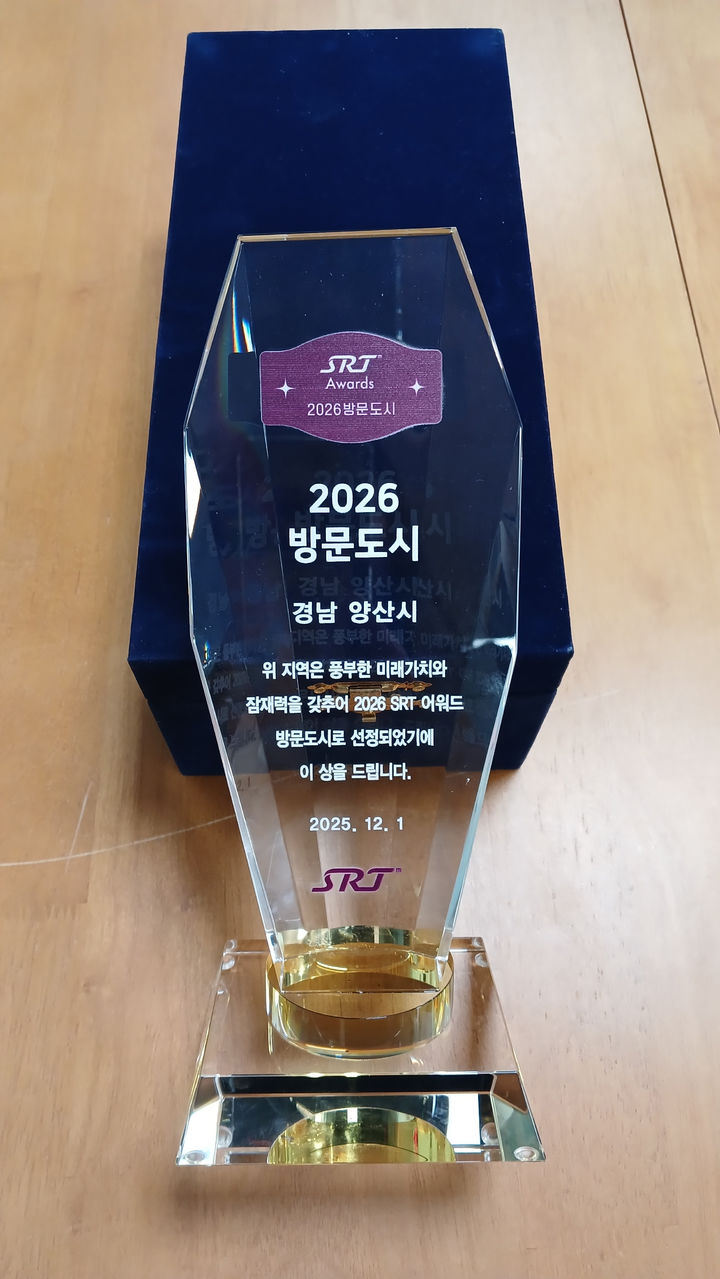 SRT™
Awards
2026방문도시
2026
방문도시
경남 양산시
위 지역은 풍부한 미래가치와
잠재력을 갖추어 2026 SRT 어워드
방문도시로 선정되었기에
이 상을 드립니다.
2025. 12. 1
SRT™